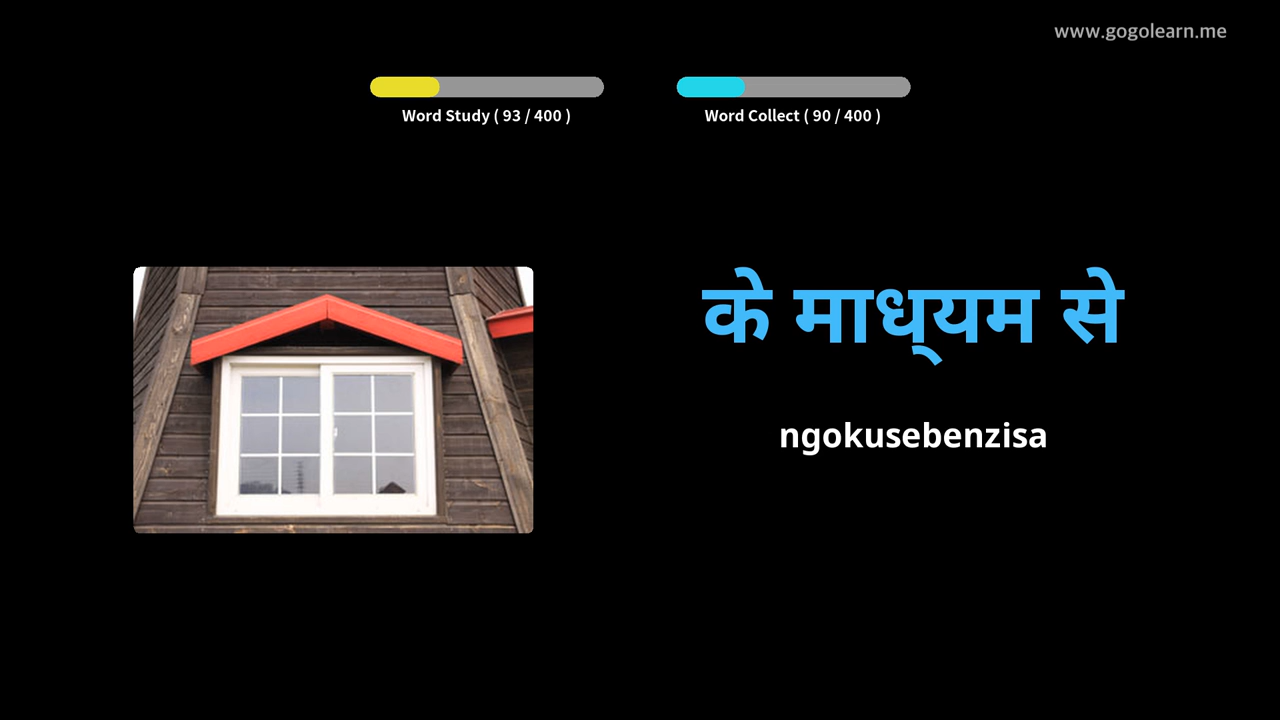 www.gogolearn.me
Word Study ( 93 / 400 )
Word Collect ( 90 / 400 )
के माध्‌यम से
ngokusebenzisa